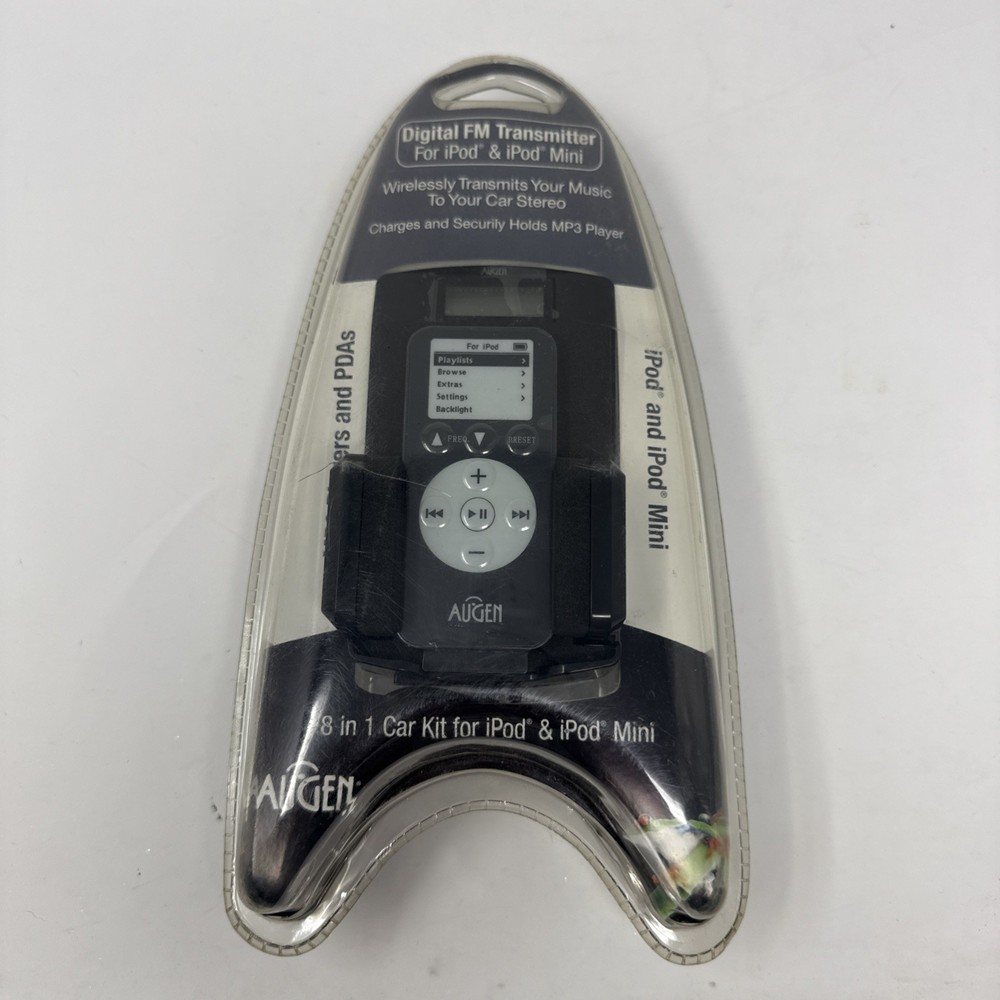 Digital FM Transmitter
For iPod® & iPod® Mini
Wirelessly Transmits Your Music
To Your Car Stereo
Charges and Securily Holds MP3 Player
AUGEN
For iPod
Playlists
Browse
Extras
Settings
Backlight
FREQ.
PRESET
AUGEN
and PDAs
iPod® and iPod® Mini
8 in 1 Car Kit for iPod® & iPod® Mini
AUGEN